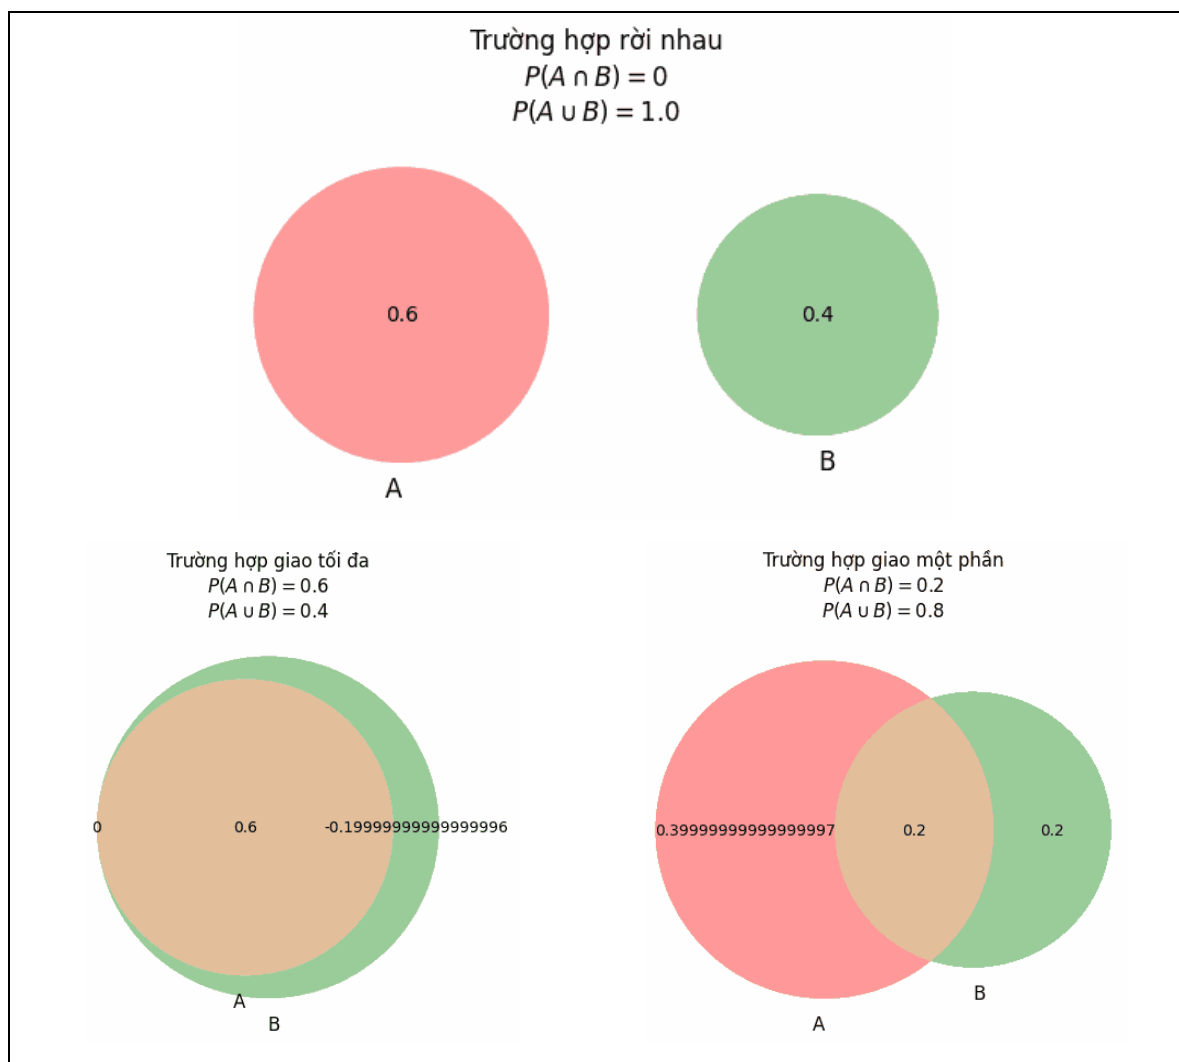 Trường hợp rời nhau
P(A ∩ B) = 0
P(A ∪ B) = 1.0
0.6
0.4
B
A
Trường hợp giao tối đa
P(A ∩ B) = 0.6
P(A ∪ B) = 0.4
0
0.6
-0.19999999999999996
A
B
Trường hợp giao một phần
P(A ∩ B) = 0.2
P(A ∪ B) = 0.8
0.39999999999999997
0.2
0.2
B
A